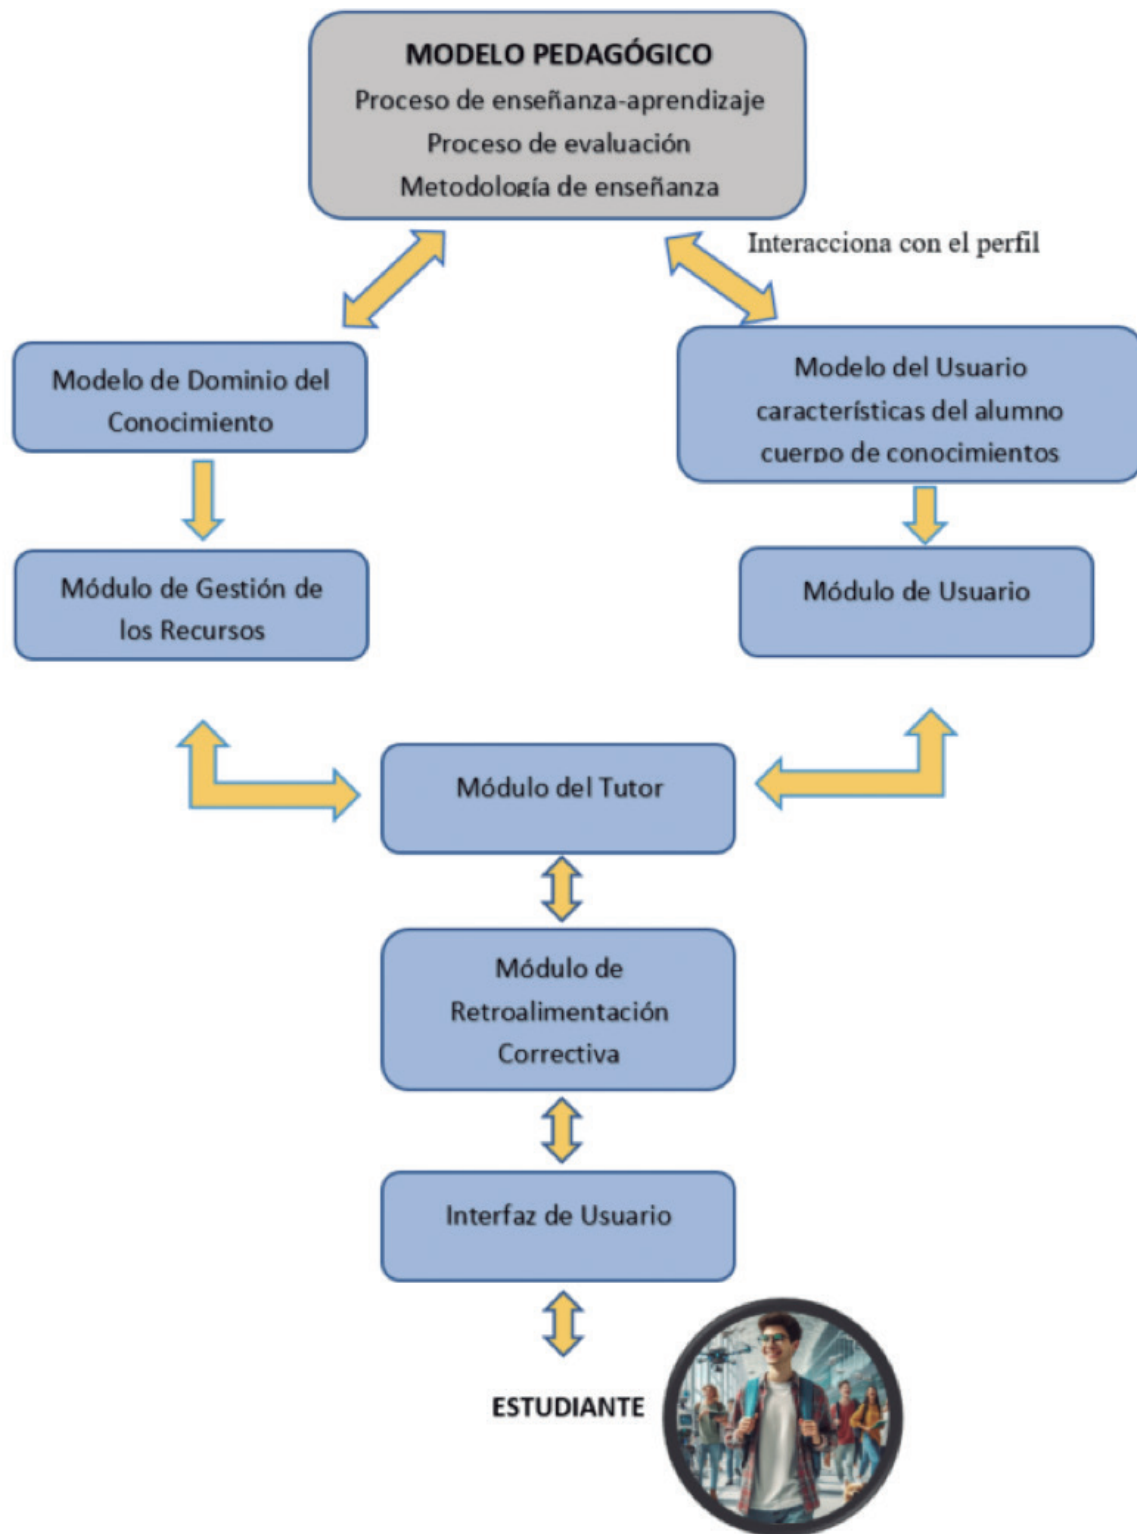 MODELO PEDAGÓGICO
Proceso de enseñanza-aprendizaje
Proceso de evaluación
Metodología de enseñanza
Interacciona con el perfil
Modelo de Dominio del
Conocimiento
Modelo del Usuario
características del alumno
cuerpo de conocimientos
Módulo de Gestión de
los Recursos
Módulo de Usuario
Módulo del Tutor
Módulo de
Retroalimentación
Correctiva
Interfaz de Usuario
ESTUDIANTE